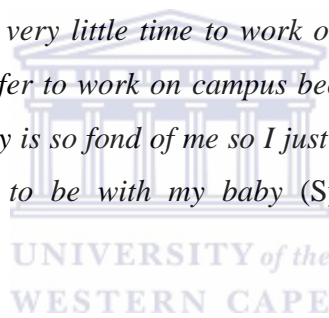 very little time to work o
fer to work on campus bec
y is so fond of me so I just
to be with my baby (S
UNIVERSITY of the
WESTERN CAPE